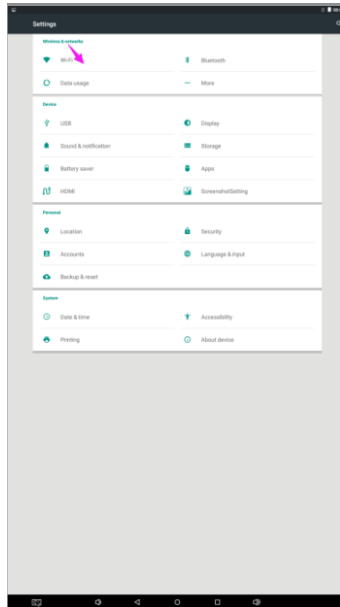 Settings
Wireless & networks
Wi-Fi
Bluetooth
Data usage
More
Device
USB
Display
Sound & notification
Storage
Battery saver
Apps
HDMI
ScreenshotSetting
Personal
Location
Security
Accounts
Language & input
Backup & reset
System
Date & time
Accessibility
Printing
About device